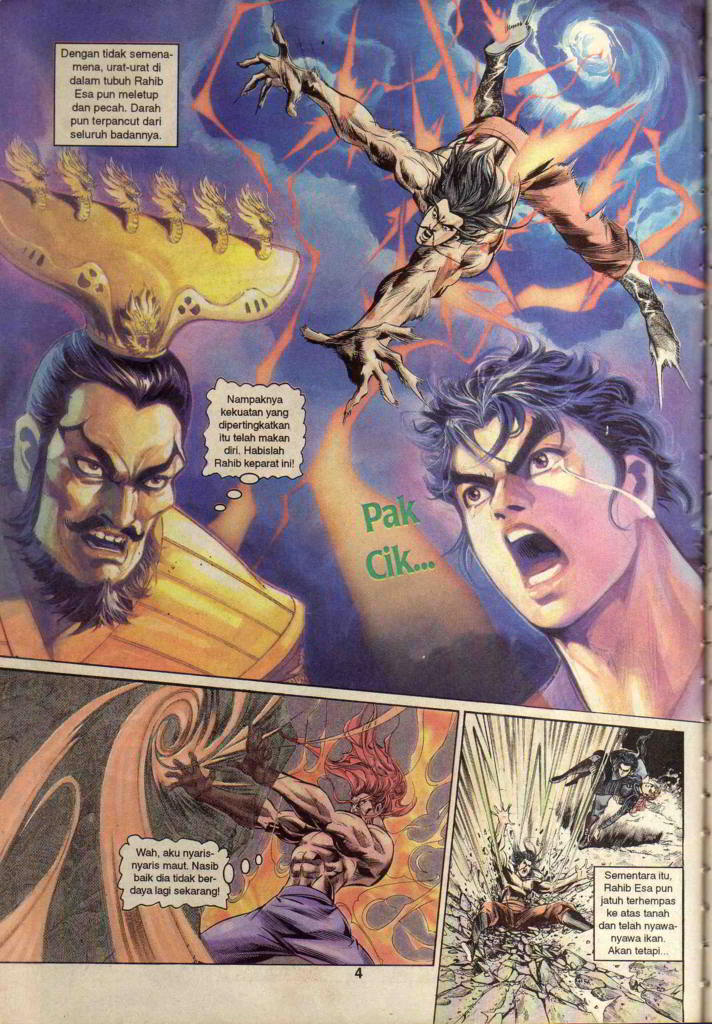 Dengan tidak semena-
mena, urat-urat di
dalam tubuh Rahib
Esa pun meletup
dan pecah. Darah
pun terpancut dari
seluruh badannya.
Nampaknya
kekuatan yang
dipertingkatkan
itu telah makan
diri. Habislah
Rahib keparat ini!
Pak
Cik...
Wah, aku nyaris-
nyaris maut. Nasib
baik dia tidak ber-
daya lagi sekarang!
Sementara itu,
Rahib Esa pun
jatuh terhempas
ke atas tanah
dan telah nyawa-
nyawa ikan.
Akan tetapi...
4